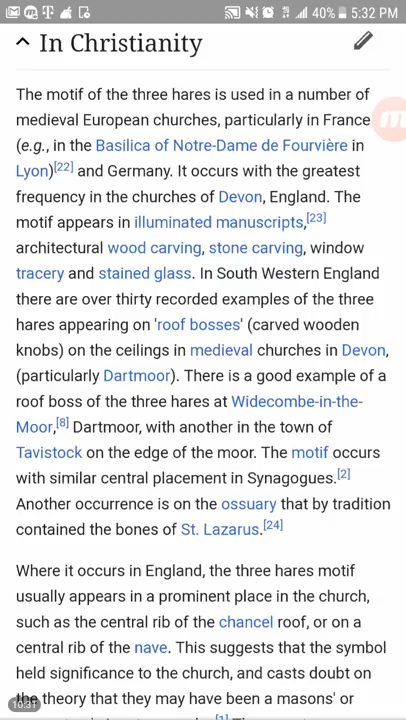 40% 5:32 PM
In Christianity
The motif of the three hares is used in a number of
medieval European churches, particularly in France
(e.g., in the Basilica of Notre-Dame de Fourvière in
Lyon)[22] and Germany. It occurs with the greatest
frequency in the churches of Devon, England. The
motif appears in illuminated manuscripts,[23]
architectural wood carving, stone carving, window
tracery and stained glass. In South Western England
there are over thirty recorded examples of the three
hares appearing on 'roof bosses' (carved wooden
knobs) on the ceilings in medieval churches in Devon,
(particularly Dartmoor). There is a good example of a
roof boss of the three hares at Widecombe-in-the-
Moor,[8] Dartmoor, with another in the town of
Tavistock on the edge of the moor. The motif occurs
with similar central placement in Synagogues.[2]
Another occurrence is on the ossuary that by tradition
contained the bones of St. Lazarus.[24]
Where it occurs in England, the three hares motif
usually appears in a prominent place in the church,
such as the central rib of the chancel roof, or on a
central rib of the nave. This suggests that the symbol
held significance to the church, and casts doubt on
the theory that they may have been a masons' or
10:31